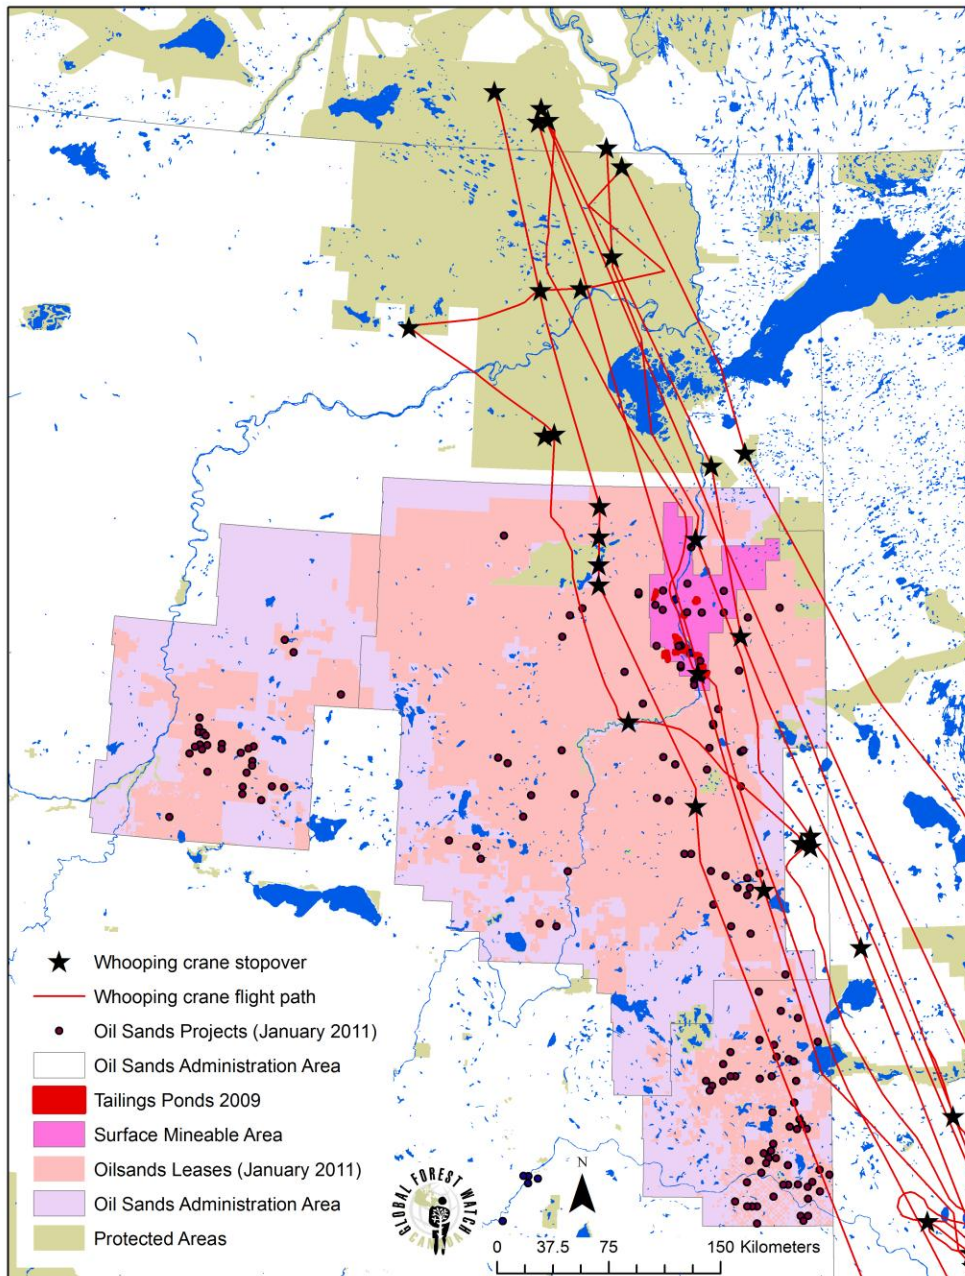 Whooping crane stopover
Whooping crane flight path
Oil Sands Projects (January 2011)
Oil Sands Administration Area
Tailings Ponds 2009
Surface Mineable Area
Oilsands Leases (January 2011)
Oil Sands Administration Area
Protected Areas
GLOBAL FOREST WATCH
CANADA
N
0 37.5 75 150 Kilometers